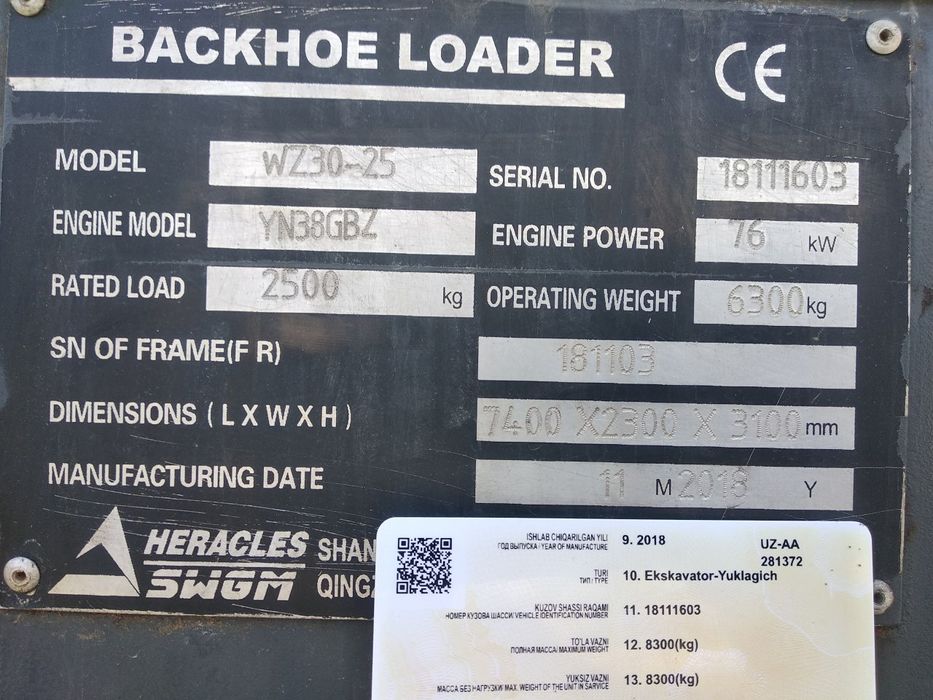 BACKHOE LOADER CE
MODEL WZ30-25 SERIAL NO. 18111603
ENGINE MODEL YN38GBZ ENGINE POWER 76 kW
RATED LOAD 2500 kg OPERATING WEIGHT 6300 kg
SN OF FRAME(F R) 181103
DIMENSIONS ( L X W X H ) 7400 X2300 X 3100 mm
MANUFACTURING DATE 11 M 2018 Y
HERACLES SHAN
SWGM QING
ISHLAB CHIQARILGAN YILI
ГОД ВЫПУСКА / YEAR OF MANUFACTURE 9. 2018 UZ-AA
281372
TURI
ТИП / TYPE 10. Ekskavator-Yuklagich
KUZOV SHASSI RAQAMI
НОМЕР КУЗОВА ШАССИ/ VEHICLE IDENTIFICATION NUMBER 11. 18111603
TO'LA VAZNI
ПОЛНАЯ МАССА/ MAXIMUM WEIGHT 12. 8300(kg)
YUKSIZ VAZNI
МАССА БЕЗ НАГРУЗКИ/ MAX. WEIGHT OF THE UNIT IN SARVICE 13. 8300(kg)